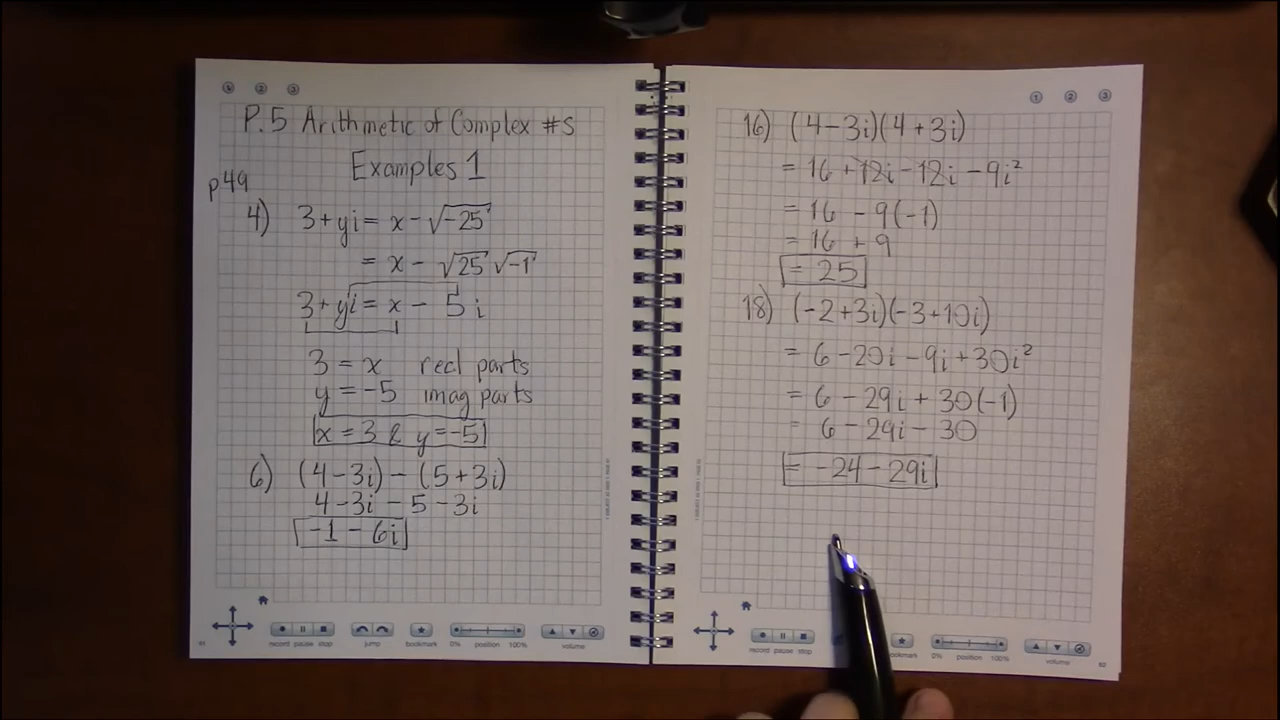 P.5 Arithmetic of Complex #s
Examples 1
p49
4) 3+yi = x - √-25
= x - √25 √-1
3+yi = x - 5i
3 = x real parts
y = -5 imag parts
x = 3 & y = -5
6) (4-3i) - (5+3i)
4-3i - 5 - 3i
-1 - 6i
record pause stop jump bookmark 0% position 100% volume
16) (4-3i)(4+3i)
= 16 +12i -12i -9i²
= 16 - 9(-1)
= 16 + 9
= 25
18) (-2+3i)(-3+10i)
= 6 -20i - 9i + 30i²
= 6 - 29i + 30(-1)
= 6 - 29i - 30
= -24 - 29i
record pause stop bookmark 0% position 100% volume